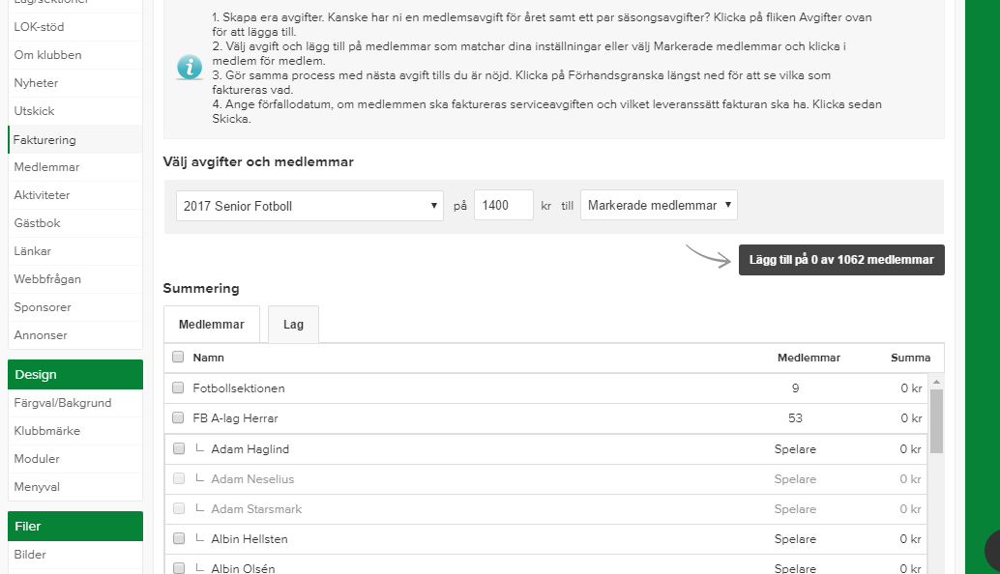 Lag/sektioner
LOK-stöd
Om klubben
Nyheter
Utskick
Fakturering
Medlemmar
Aktiviteter
Gästbok
Länkar
Webbfrågan
Sponsorer
Annonser
Design
Färgval/Bakgrund
Klubbmärke
Moduler
Menyval
Filer
Bilder
1. Skapa era avgifter. Kanske har ni en medlemsavgift för året samt ett par säsongsavgifter? Klicka på fliken Avgifter ovan
för att lägga till.
2. Välj avgift och lägg till på medlemmar som matchar dina inställningar eller välj Markerade medlemmar och klicka i
medlem för medlem.
3. Gör samma process med nästa avgift tills du är nöjd. Klicka på Förhandsgranska längst ned för att se vilka som
faktureras vad.
4. Ange förfallodatum, om medlemmen ska faktureras serviceavgiften och vilket leveranssätt fakturan ska ha. Klicka sedan
Skicka.
Välj avgifter och medlemmar
2017 Senior Fotboll på 1400 kr till Markerade medlemmar
Lägg till på 0 av 1062 medlemmar
Summering
Medlemmar Lag
Namn Medlemmar Summa
Fotbollsektionen 9 0 kr
FB A-lag Herrar 53 0 kr
Adam Haglind Spelare 0 kr
Adam Neselius Spelare 0 kr
Adam Starsmark Spelare 0 kr
Albin Hellsten Spelare 0 kr
Albin Olsén Spelare 0 kr